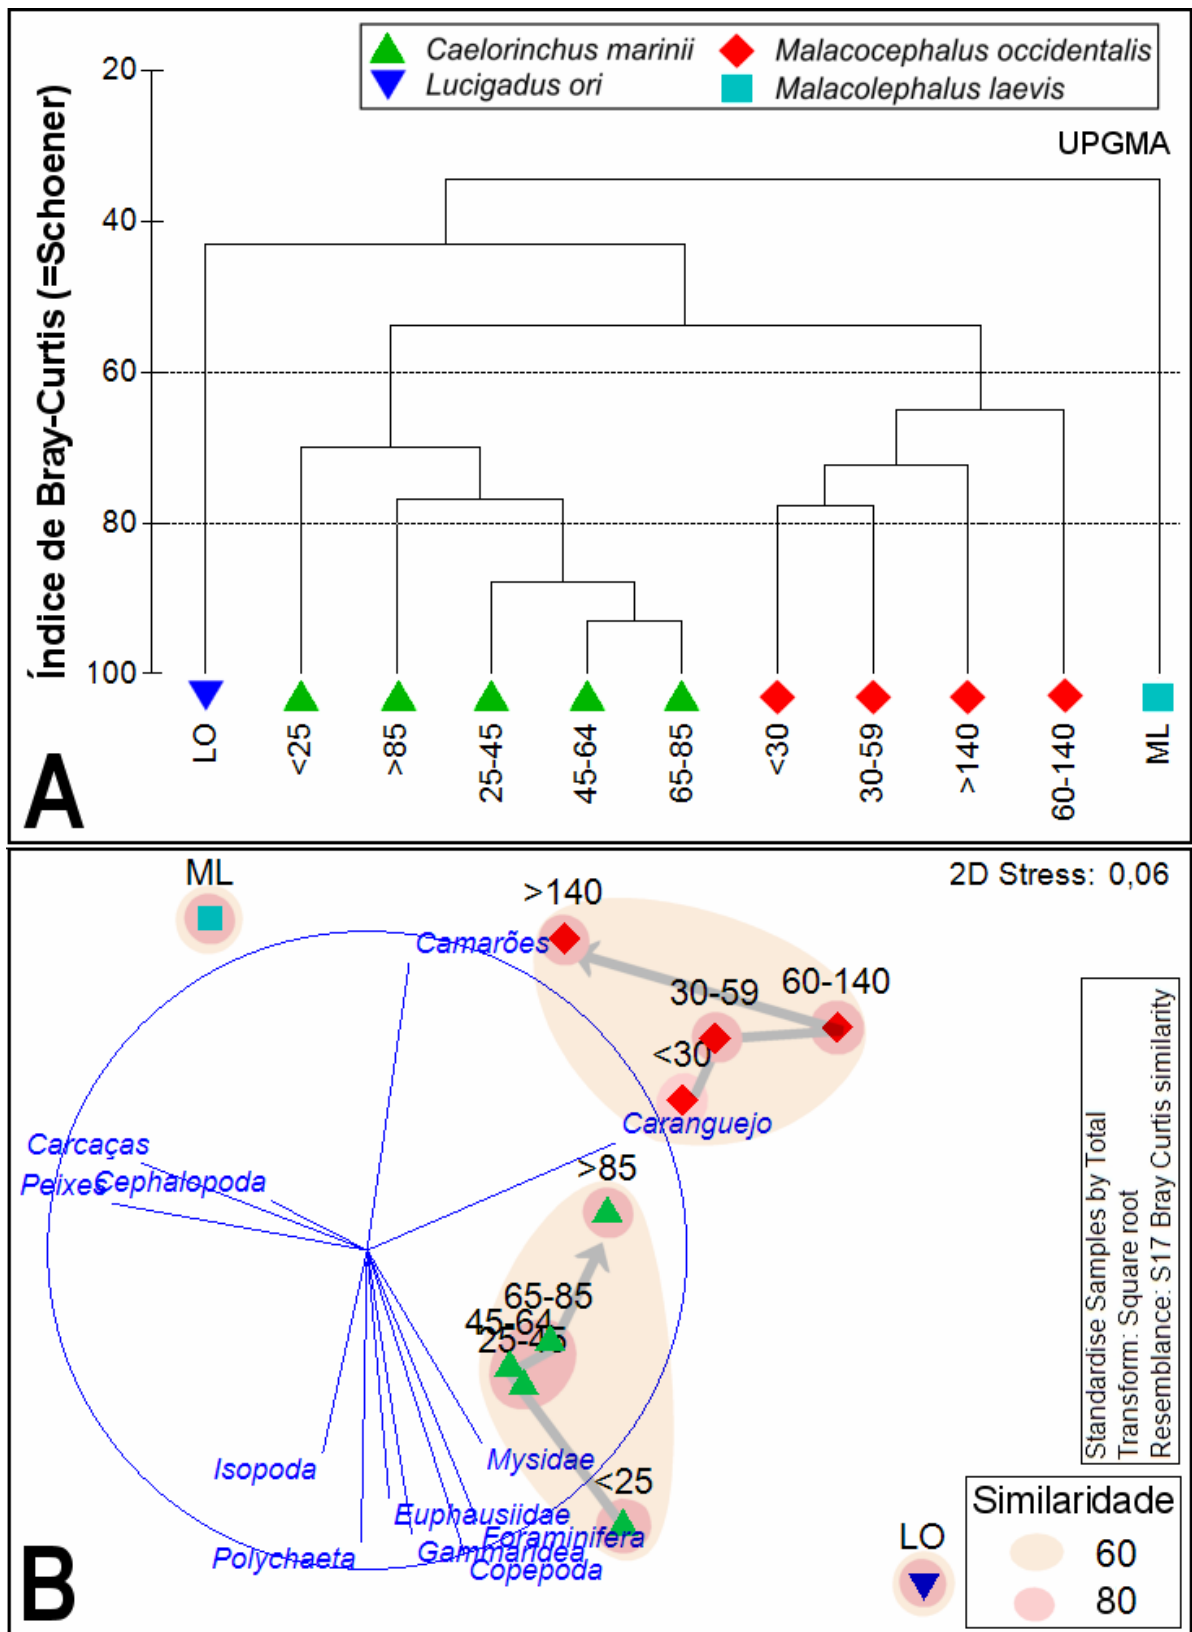 Caelorinchus marinii
Malacocephalus occidentalis
Lucigadus ori
Malacolephalus laevis
UPGMA
Índice de Bray-Curtis (=Schoener)
20
40
60
80
100
LO
<25
>85
25-45
45-64
65-85
<30
30-59
>140
60-140
ML
A
ML
2D Stress: 0,06
>140
Camarões
30-59
60-140
<30
Caranguejo
Carcaças
Peixes
Cephalopoda
>85
65-85
45-64
25-45
Isopoda
Mysidae
<25
Euphausiidae
Foraminifera
Polychaeta
Gammaridea
Copepoda
Standardise Samples by Total
Transform: Square root
Resemblance: S17 Bray Curtis similarity
LO
Similaridade
60
80
B